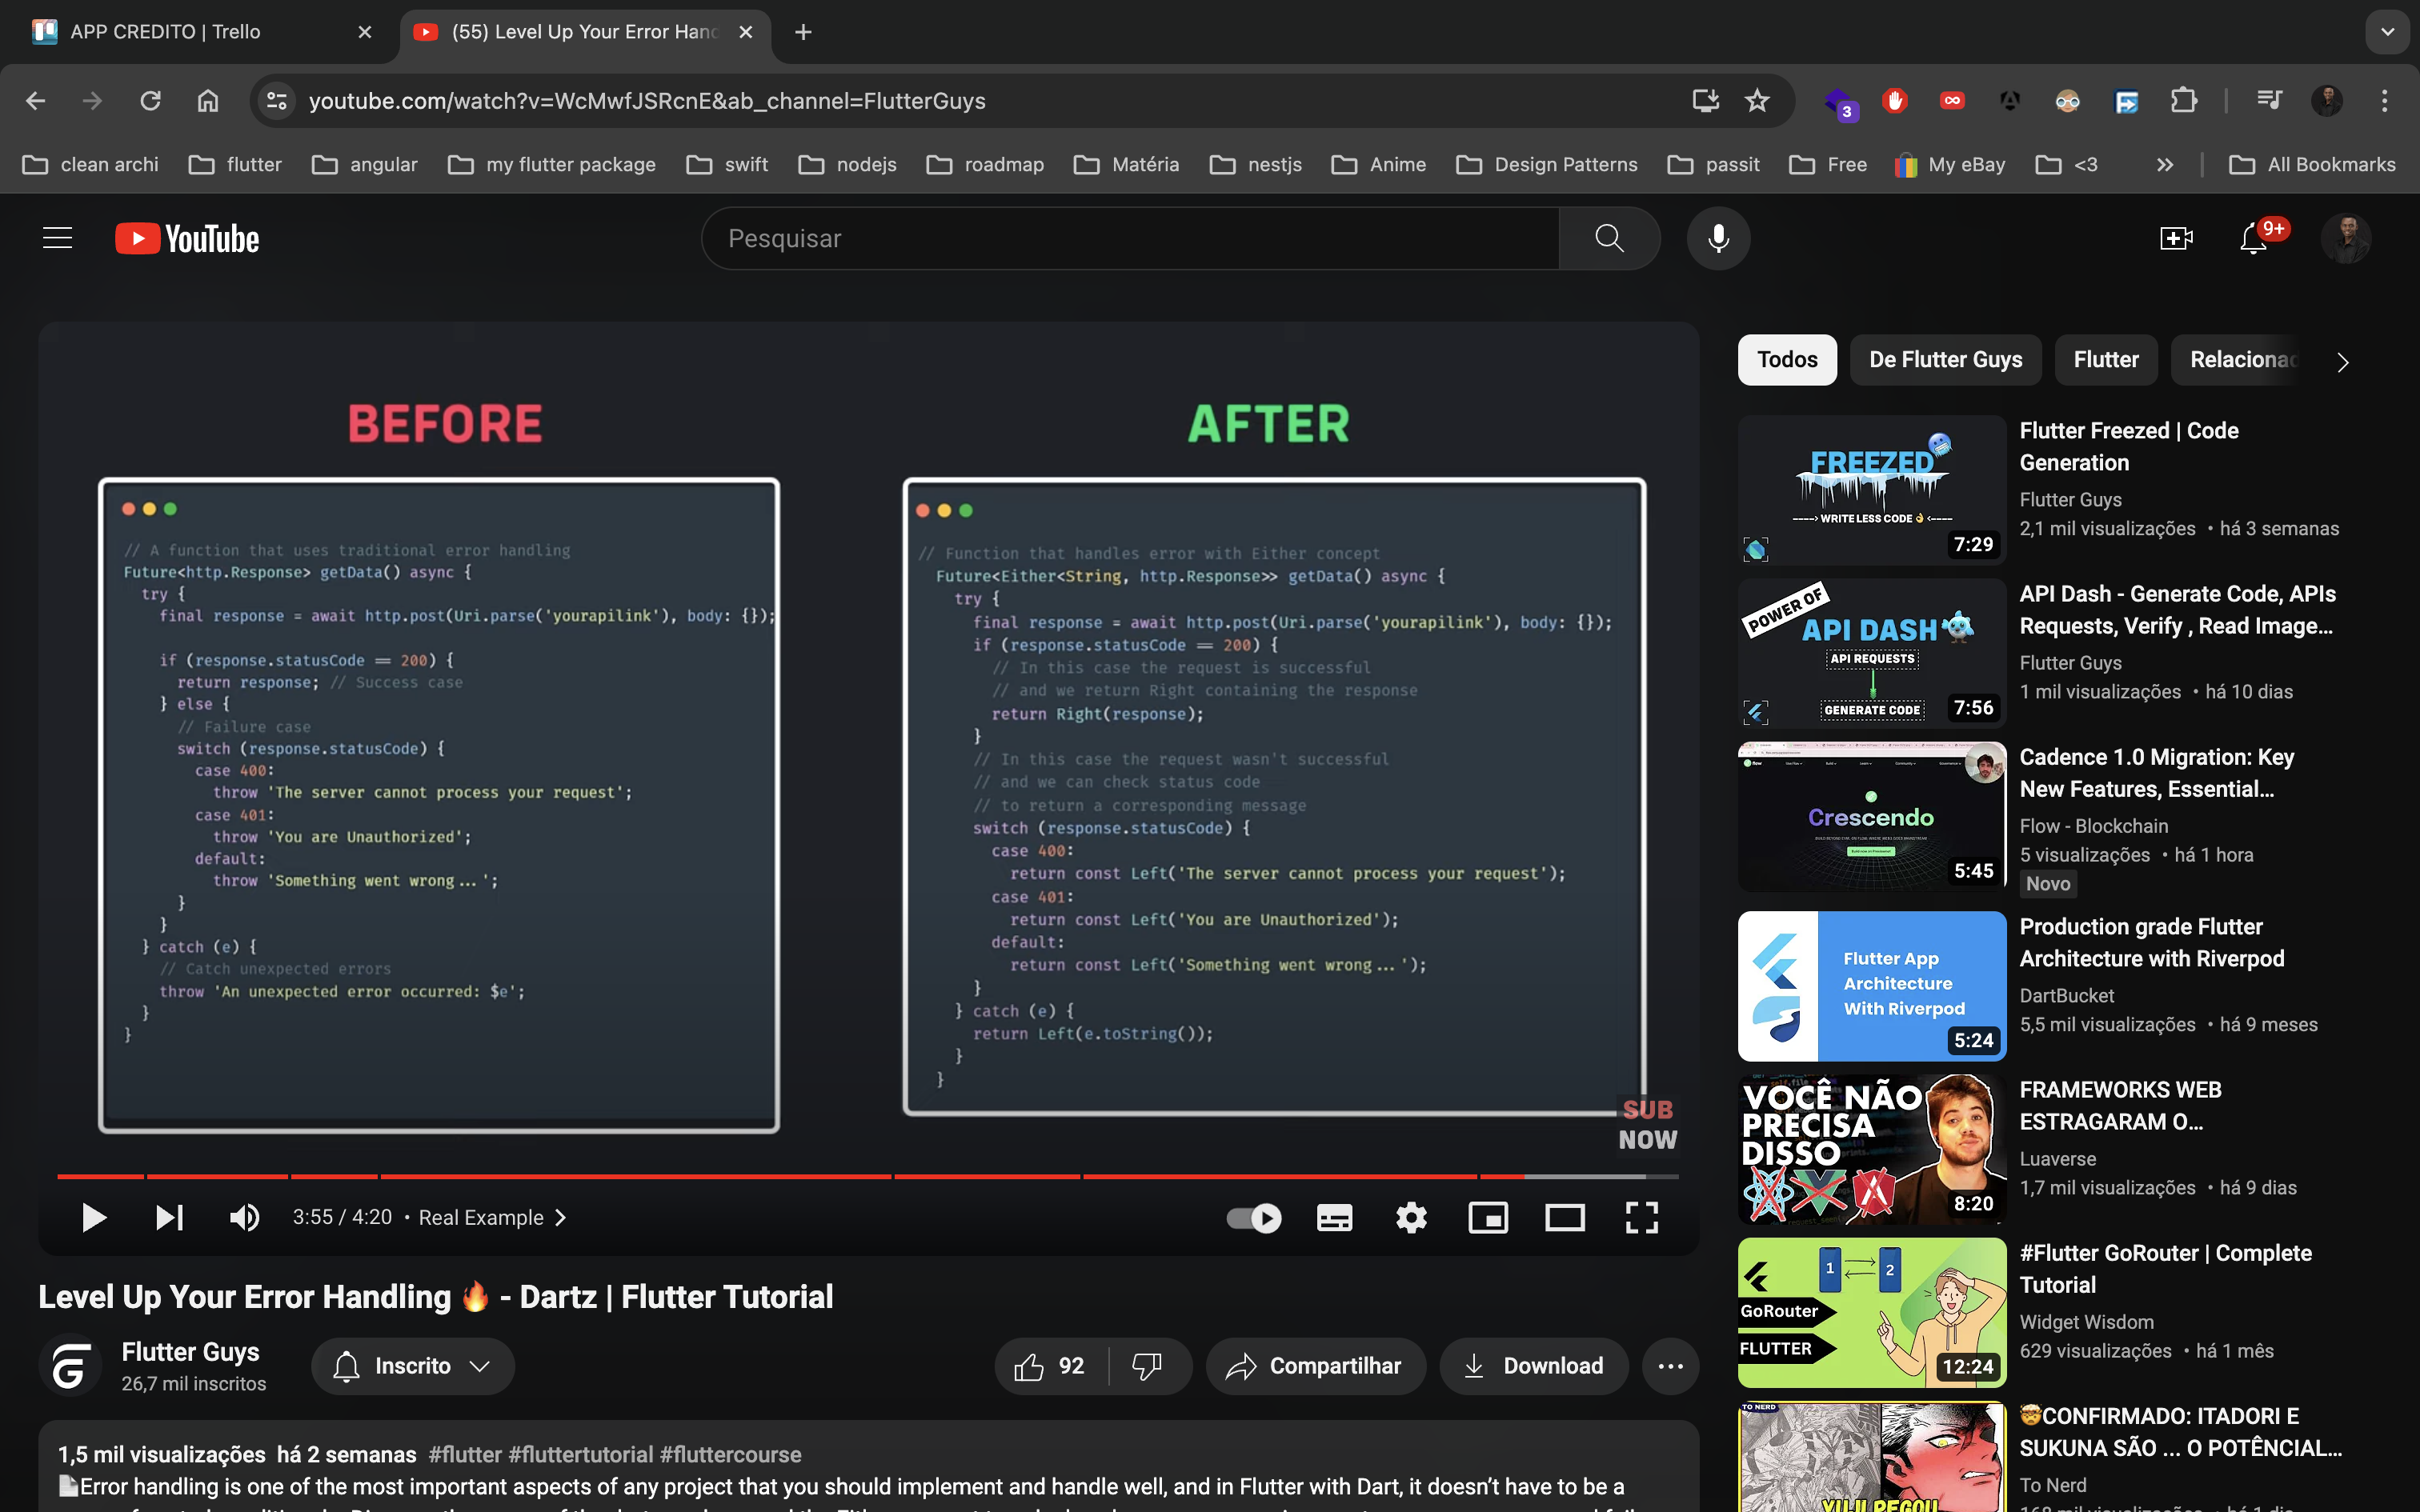 APP CREDITO | Trello
(55) Level Up Your Error Hanc
youtube.com/watch?v=WcMwfJSRcnE&ab_channel=FlutterGuys
3
clean archi flutter angular my flutter package swift nodejs roadmap Matéria nestjs Anime Design Patterns passit Free My eBay <3 All Bookmarks
YouTube
Pesquisar
9+
BEFORE
// A function that uses traditional error handling
Future<http.Response> getData() async {
try {
final response = await http.post(Uri.parse('yourapilink'), body: {});
if (response.statusCode == 200) {
return response; // Success case
} else {
// Failure case
switch (response.statusCode) {
case 400:
throw 'The server cannot process your request';
case 401:
throw 'You are Unauthorized';
default:
throw 'Something went wrong...';
}
}
} catch (e) {
// Catch unexpected errors
throw 'An unexpected error occurred: $e';
}
}
AFTER
// Function that handles error with Either concept
Future<Either<String, http.Response>> getData() async {
try {
final response = await http.post(Uri.parse('yourapilink'), body: {});
if (response.statusCode == 200) {
// In this case the request is successful
// and we return Right containing the response
return Right(response);
}
// In this case the request wasn't successful
// and we can check status code
// to return a corresponding message
switch (response.statusCode) {
case 400:
return const Left('The server cannot process your request');
case 401:
return const Left('You are Unauthorized');
default:
return const Left('Something went wrong...');
}
} catch (e) {
return Left(e.toString());
}
}
SUB
NOW
3:55 / 4:20 • Real Example
Level Up Your Error Handling 🔥 - Dartz | Flutter Tutorial
Flutter Guys
26,7 mil inscritos
Inscrito
92
Compartilhar
Download
1,5 mil visualizações há 2 semanas #flutter #fluttertutorial #fluttercourse
Error handling is one of the most important aspects of any project that you should implement and handle well, and in Flutter with Dart, it doesn't have to be a
Todos De Flutter Guys Flutter Relacionad
FREEZED
----> WRITE LESS CODE 👌 <----
7:29
Flutter Freezed | Code
Generation
Flutter Guys
2,1 mil visualizações • há 3 semanas
POWER OF
API DASH
API REQUESTS
GENERATE CODE
7:56
API Dash - Generate Code, APIs
Requests, Verify , Read Image...
Flutter Guys
1 mil visualizações • há 10 dias
Crescendo
5:45
Cadence 1.0 Migration: Key
New Features, Essential...
Flow - Blockchain
5 visualizações • há 1 hora
Novo
Flutter App
Architecture
With Riverpod
5:24
Production grade Flutter
Architecture with Riverpod
DartBucket
5,5 mil visualizações • há 9 meses
VOCÊ NÃO
PRECISA
DISSO
8:20
FRAMEWORKS WEB
ESTRAGARAM O...
Luaverse
1,7 mil visualizações • há 9 dias
1 2
GoRouter
FLUTTER
12:24
#Flutter GoRouter | Complete
Tutorial
Widget Wisdom
629 visualizações • há 1 mês
TO NERD
YUJI PEGOU
🤯CONFIRMADO: ITADORI E
SUKUNA SÃO ... O POTÊNCIAL...
To Nerd